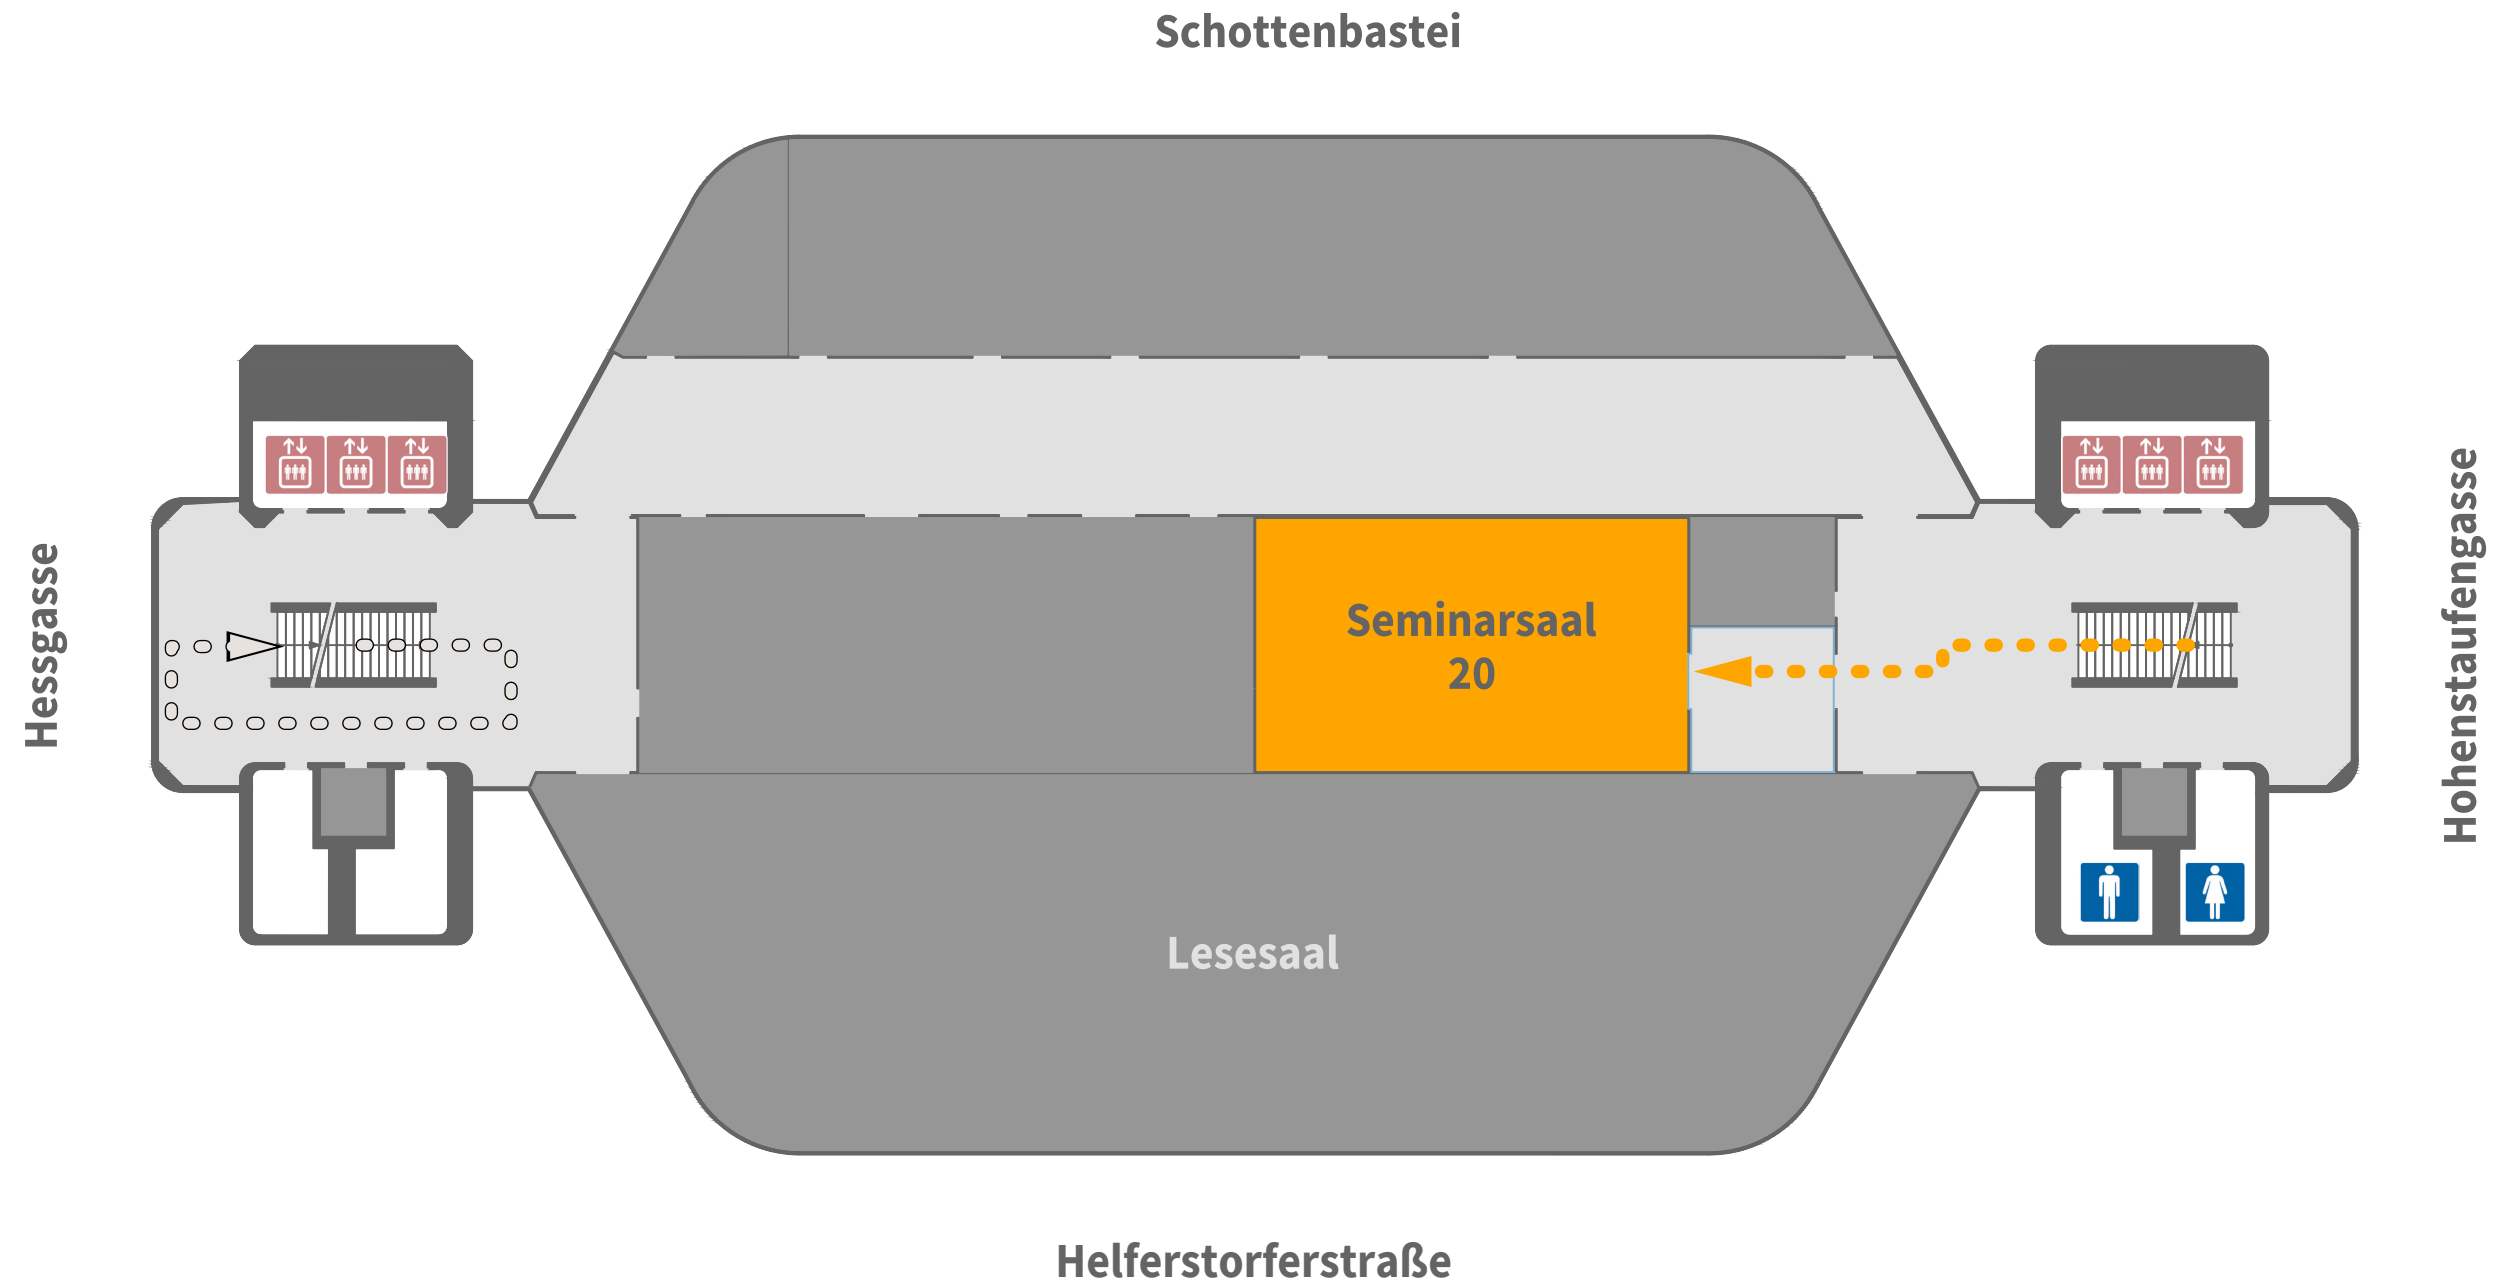 Schottenbastei
Hessgasse
Hohenstaufengasse
Seminarsaal
20
Lesesaal
Helferstorferstraße